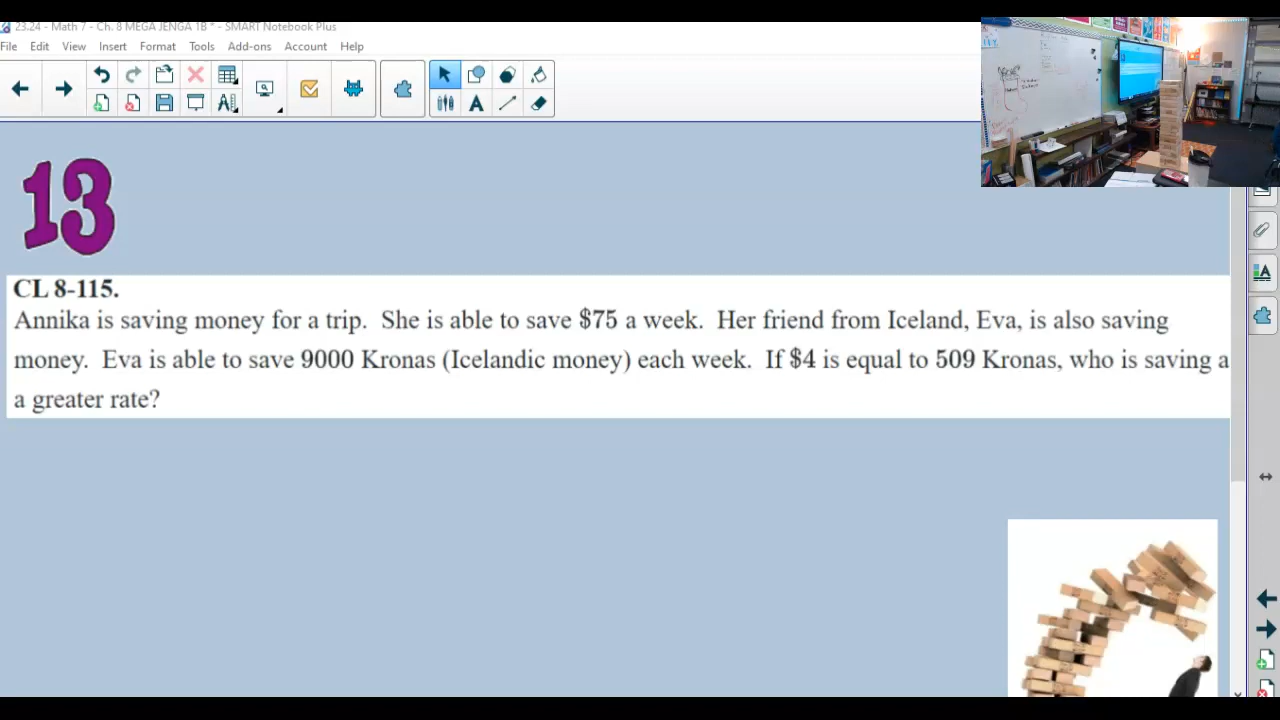 23.24 - Math 7 - Ch. 8 MEGA JENGA 1B * - SMART Notebook Plus
File Edit View Insert Format Tools Add-ons Account Help
13
CL 8-115.
Annika is saving money for a trip. She is able to save $75 a week. Her friend from Iceland, Eva, is also saving
money. Eva is able to save 9000 Kronas (Icelandic money) each week. If $4 is equal to 509 Kronas, who is saving a
a greater rate?